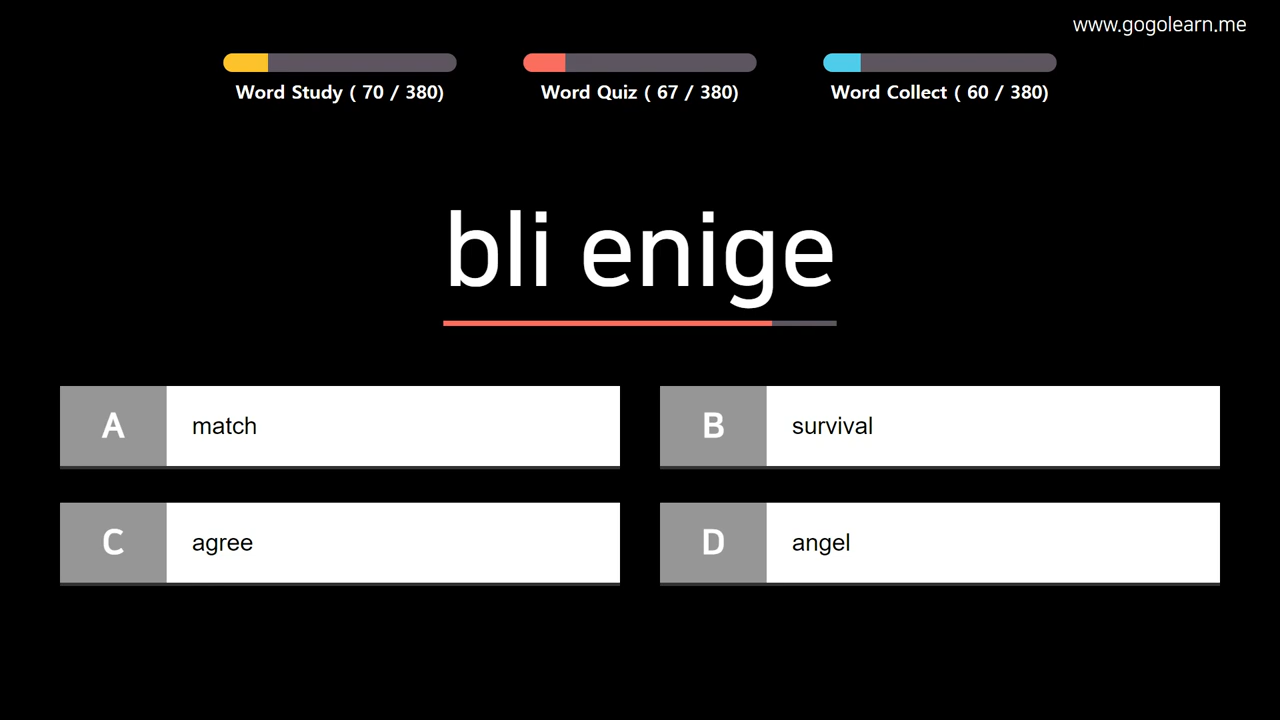 www.gogolearn.me
Word Study ( 70 / 380)
Word Quiz ( 67 / 380)
Word Collect ( 60 / 380)
bli enige
A match
B survival
C agree
D angel